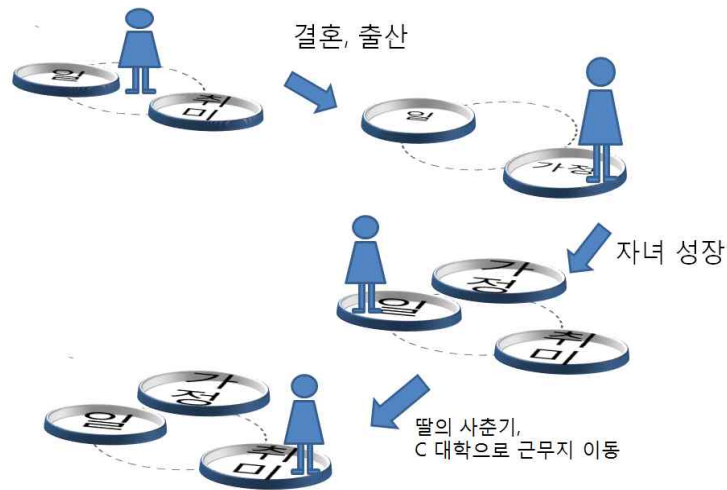 일
취
미
결혼, 출산
일
가정
자녀 성장
가
정
일
취
미
가
정
일
취
미
딸의 사춘기,
C 대학으로 근무지 이동